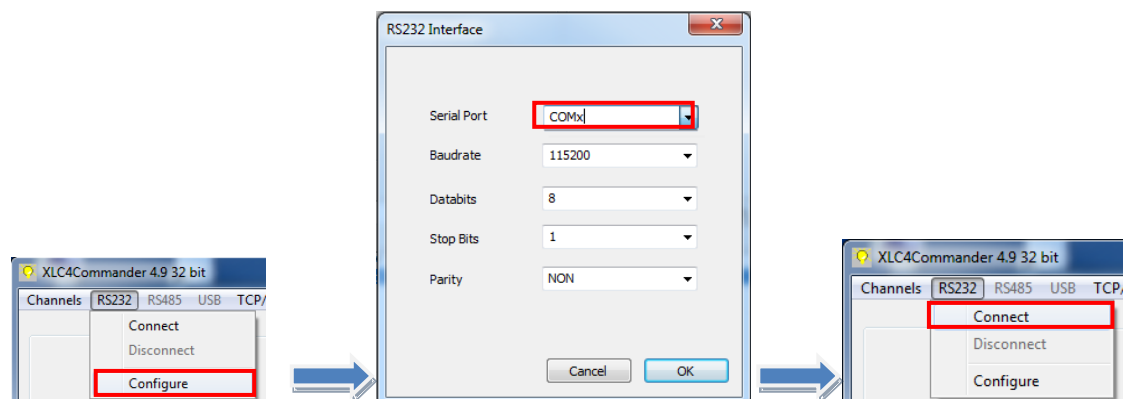 XLC4Commander 4.9 32 bit
Channels RS232 RS485 USB TCP/
Connect
Disconnect
Configure
RS232 Interface
Serial Port COMx
Baudrate 115200
Databits 8
Stop Bits 1
Parity NON
Cancel OK
XLC4Commander 4.9 32 bit
Channels RS232 RS485 USB TCP/
Connect
Disconnect
Configure